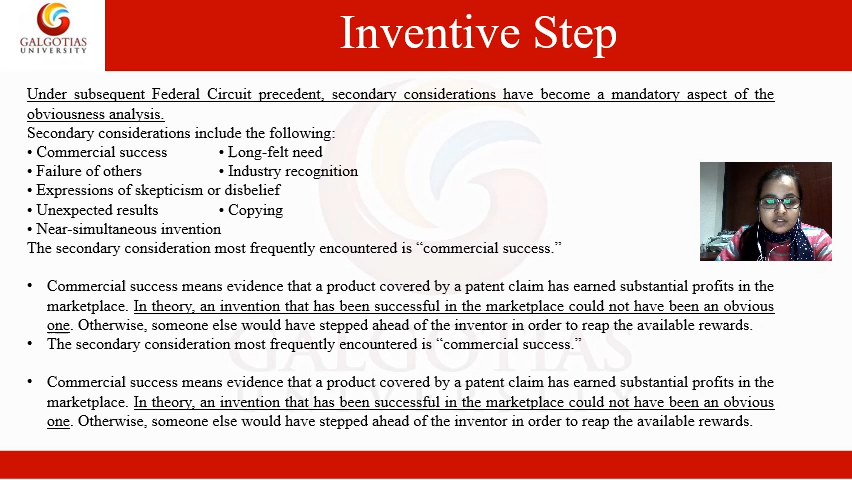 GALGOTIAS
UNIVERSITY
Inventive Step
Under subsequent Federal Circuit precedent, secondary considerations have become a mandatory aspect of the
obviousness analysis.
Secondary considerations include the following:
• Commercial success • Long-felt need
• Failure of others • Industry recognition
• Expressions of skepticism or disbelief
• Unexpected results • Copying
• Near-simultaneous invention
The secondary consideration most frequently encountered is “commercial success.”
• Commercial success means evidence that a product covered by a patent claim has earned substantial profits in the
marketplace. In theory, an invention that has been successful in the marketplace could not have been an obvious
one. Otherwise, someone else would have stepped ahead of the inventor in order to reap the available rewards.
• The secondary consideration most frequently encountered is “commercial success.”
• Commercial success means evidence that a product covered by a patent claim has earned substantial profits in the
marketplace. In theory, an invention that has been successful in the marketplace could not have been an obvious
one. Otherwise, someone else would have stepped ahead of the inventor in order to reap the available rewards.
GALGOTIAS
UNIVERSITY